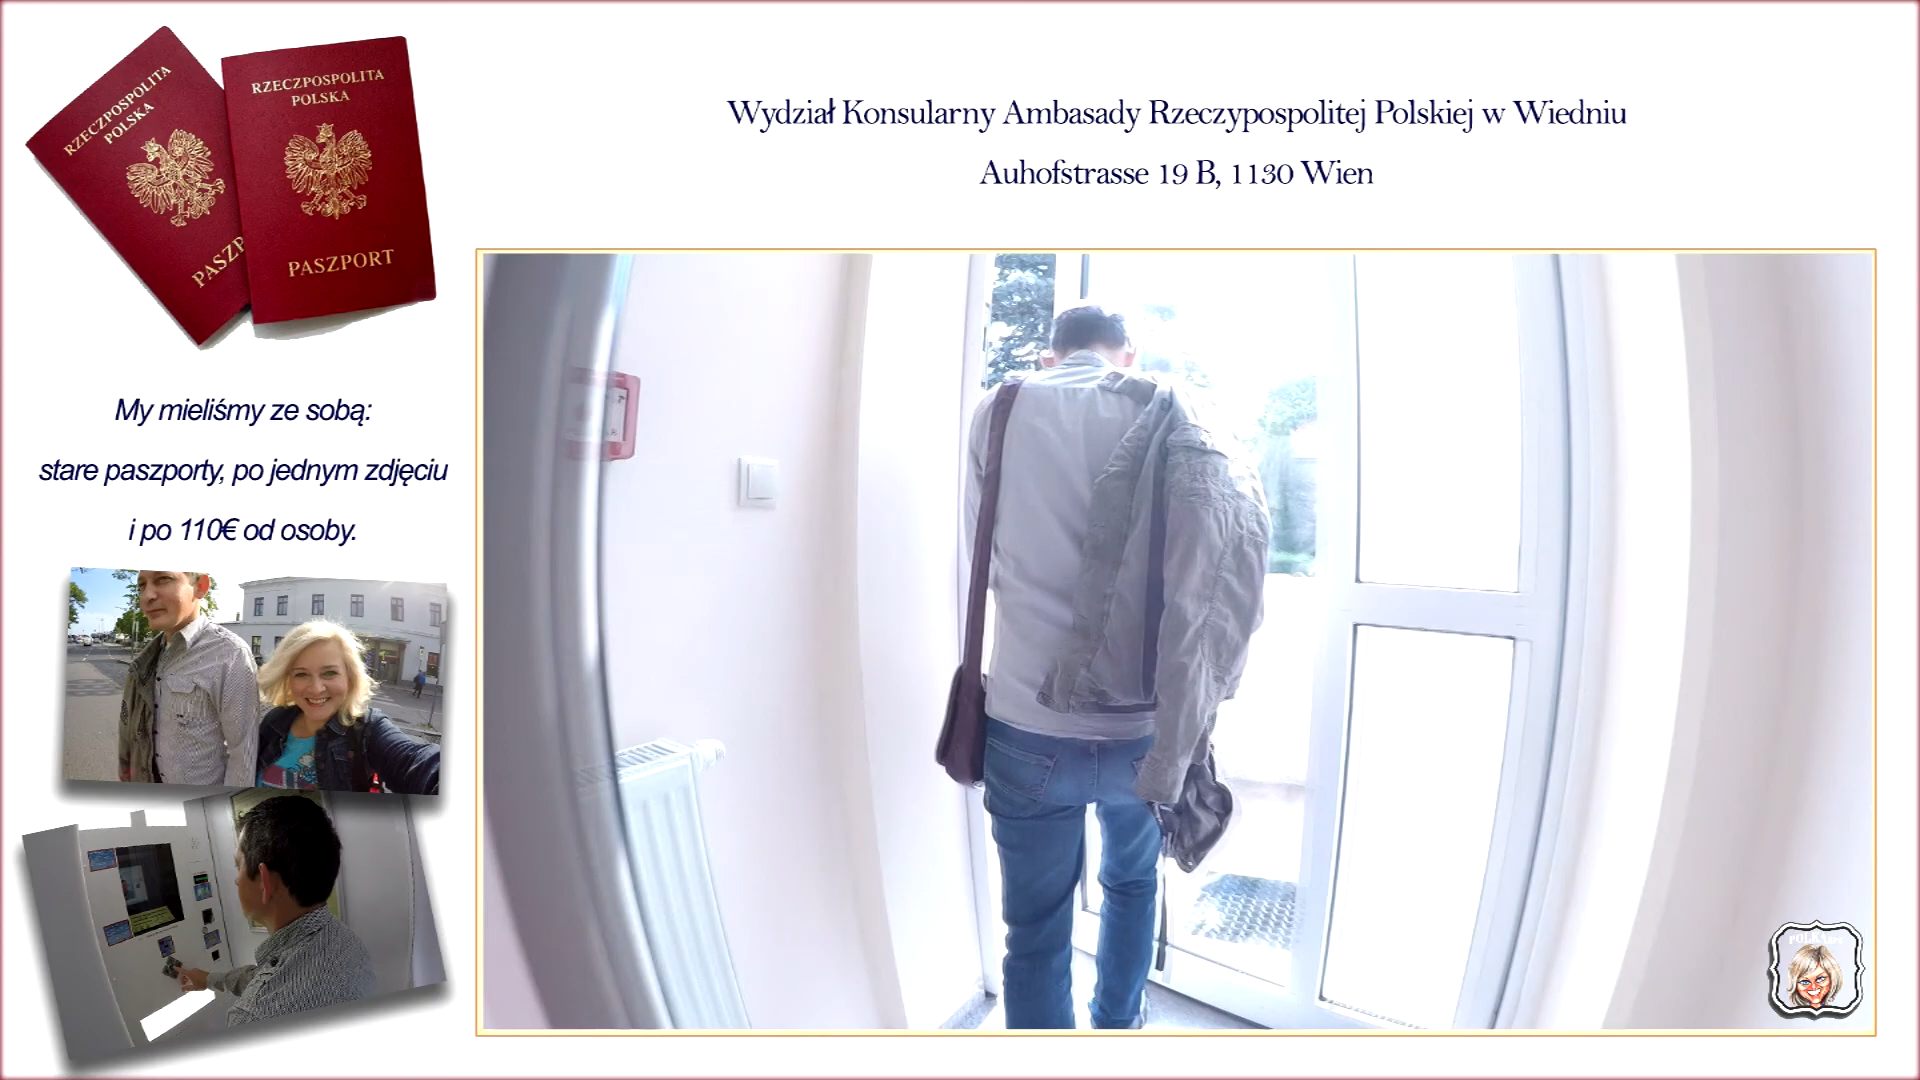 RZECZPOSPOLITA
POLSKA
RZECZPOSPOLITA
POLSKA
PASZPORT
Wydział Konsularny Ambasady Rzeczypospolitej Polskiej w Wiedniu
Auhofstrasse 19 B, 1130 Wien
My mieliśmy ze sobą:
stare paszporty, po jednym zdjęciu
i po 110€ od osoby.